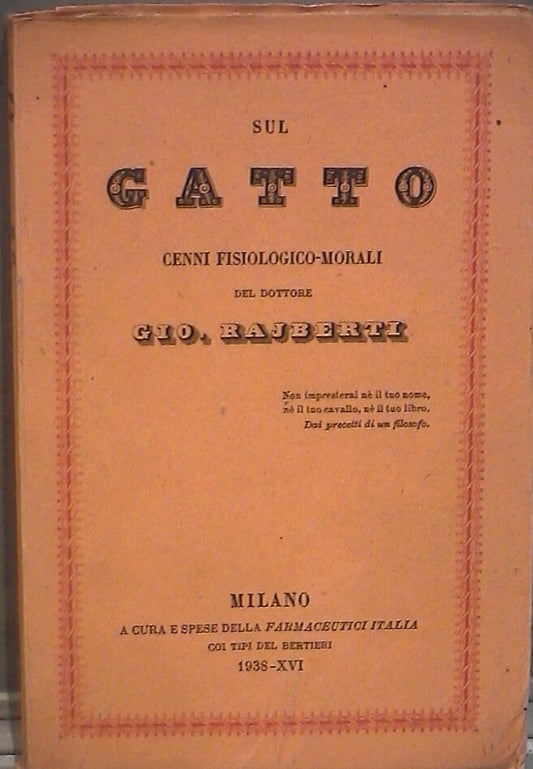 SUL
GATTO
CENNI FISIOLOGICO-MORALI
DEL DOTTORE
GIO. RAJBERTI
Non impresterai nè il tuo nome,
nè il tuo cavallo, nè il tuo libro.
Dai precetti di un filosofo.
MILANO
A CURA E SPESE DELLA FARMACEUTICI ITALIA
COI TIPI DEL BERTIERI
1938-XVI